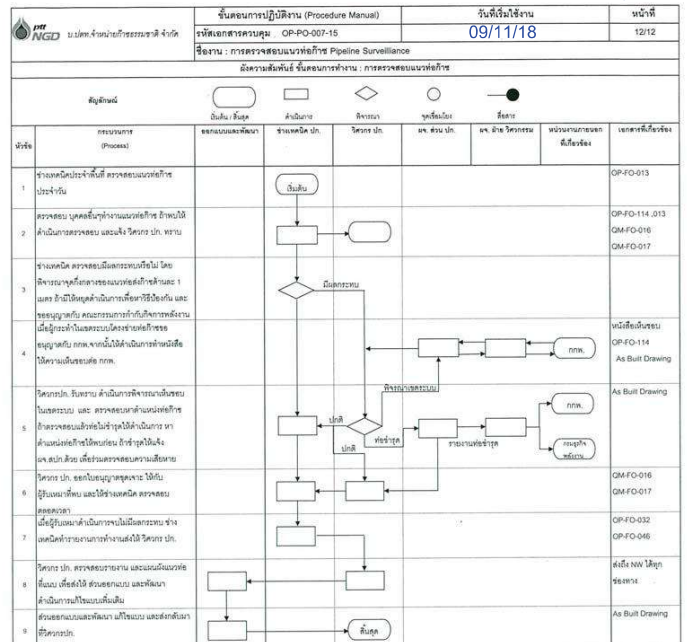 ขั้นตอนการปฏิบัติงาน (Procedure Manual)
วันที่เริ่มใช้งาน
หน้าที่
NGD บ.ปตท.จำหน่ายก๊าซธรรมชาติ จำกัด
รหัสเอกสารควบคุม OP-PO-007-15
09/11/18
12/12
ชื่องาน : การตรวจสอบแนวท่อก๊าซ Pipeline Surveillance
ผังความสัมพันธ์ ขั้นตอนการทำงาน : การตรวจสอบแนวท่อก๊าซ
สัญลักษณ์
เริ่มต้น / สิ้นสุด
ดำเนินการ
พิจารณา
จุดเชื่อมโยง
สื่อสาร
หัวข้อ
กระบวนการ
(Process)
ออกแบบและพัฒนา
ช่างเทคนิค ปก.
วิศวกร ปก.
ผจ. ส่วน ปก.
ผจ. ฝ่าย วิศวกรรม
หน่วยงานภายนอก
ที่เกี่ยวข้อง
เอกสารที่เกี่ยวข้อง
1
ช่างเทคนิคประจำพื้นที่ ตรวจสอบแนวท่อก๊าซ
ประจำวัน
เริ่มต้น
OP-FO-013
2
ตรวจสอบ บุคคลอื่นๆทำงานแนวท่อก๊าซ ถ้าพบให้
ดำเนินการตรวจสอบ และแจ้ง วิศวกร ปก. ทราบ
OP-FO-114 ,013
QM-FO-016
QM-FO-017
3
ช่างเทคนิค ตรวจสอบมีผลกระทบหรือไม่ โดย
พิจารณาจุดกึ่งกลางของแนวท่อส่งก๊าซด้านละ 1
เมตร ถ้ามีให้หยุดดำเนินการเพื่อหาวิธีป้องกัน และ
ขออนุญาตกับ คณะกรรมการกำกับกิจการพลังงาน
มีผลกระทบ
4
เมื่อผู้กระทำในเขตระบบโครงข่ายท่อก๊าซขอ
อนุญาตกับ กกพ.จากนั้นให้ดำเนินการทำหนังสือ
ให้ความเห็นชอบต่อ กกพ.
กกพ.
หนังสือเห็นชอบ
OP-FO-114
As Built Drawing
พิจารณาเขตระบบ
5
วิศวกรปก. รับทราบ ดำเนินการพิจารณาเห็นชอบ
ในเขตระบบ และ ตรวจสอบหาตำแหน่งท่อก๊าซ
ถ้าตรวจสอบแล้วท่อไม่ชำรุดให้ดำเนินการ หา
ตำแหน่งท่อก๊าซให้พบก่อน ถ้าชำรุดให้แจ้ง
ผจ.สปก.ด้วย เพื่อร่วมตรวจสอบความเสียหาย
ปกติ
ปกติ
ท่อชำรุด
รายงานท่อชำรุด
กกพ.
กรมธุรกิจ
พลังงาน
As Built Drawing
6
วิศวกร ปก. ออกใบอนุญาตขุดเจาะ ให้กับ
ผู้รับเหมาที่พบ และให้ช่างเทคนิค ตรวจสอบ
ตลอดเวลา
QM-FO-016
QM-FO-017
7
เมื่อผู้รับเหมาดำเนินการจบไม่มีผลกระทบ ช่าง
เทคนิคทำรายงานการทำงานส่งให้ วิศวกร ปก.
OP-FO-032
OP-FO-046
8
วิศวกร ปก. ตรวจสอบรายงาน และแผนผังแนวท่อ
ที่แนบ เพื่อส่งให้ ส่วนออกแบบ และพัฒนา
ดำเนินการแก้ไขแบบเพิ่มเติม
ส่งถึง NW ได้ทุก
ช่องทาง
9
ส่วนออกแบบและพัฒนา แก้ไขแบบ และส่งกลับมา
ที่วิศวกรปก.
สิ้นสุด
As Built Drawing